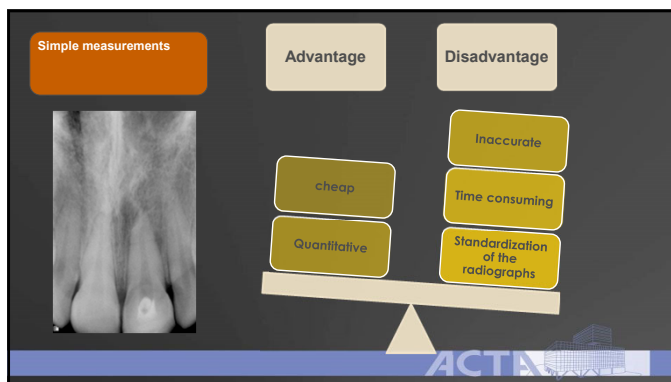 Simple measurements
Advantage
Disadvantage
cheap
Quantitative
Inaccurate
Time consuming
Standardization
of the
radiographs
ACTA